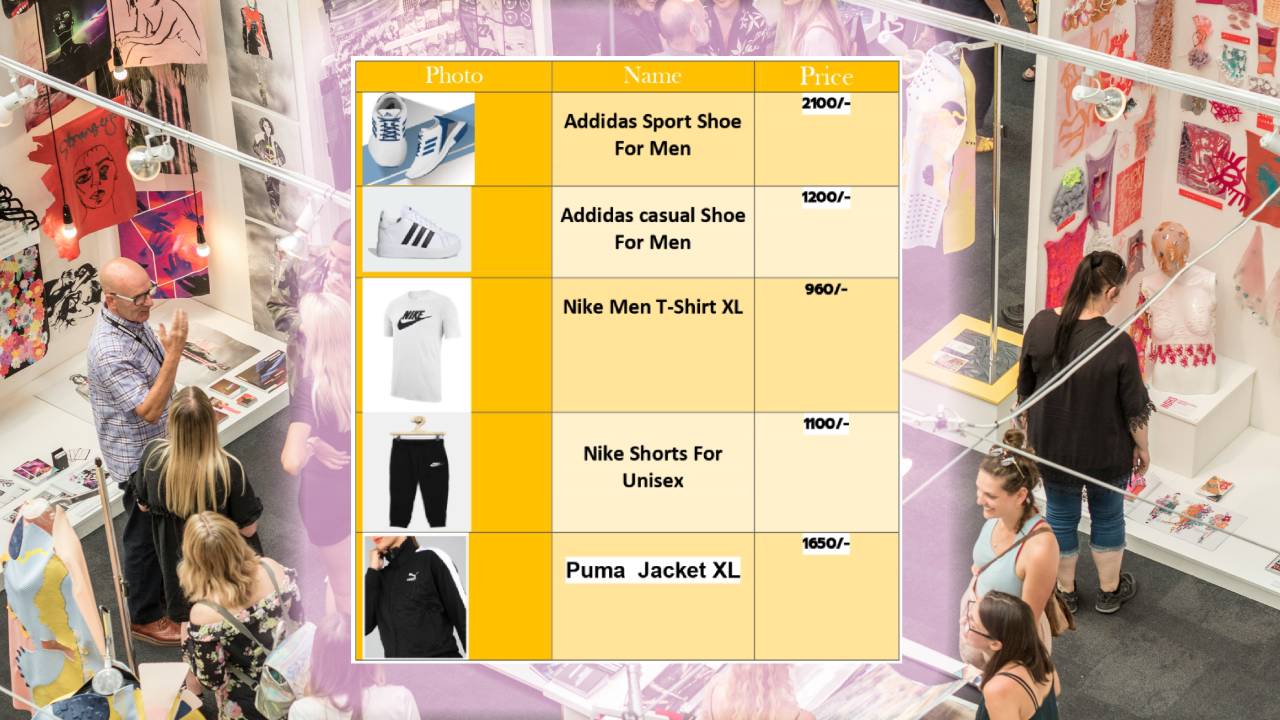 Photo Name Price
Addidas Sport Shoe
For Men
2100/-
Addidas casual Shoe
For Men
1200/-
NIKE
Nike Men T-Shirt XL
960/-
Nike Shorts For
Unisex
1100/-
Puma  Jacket XL
1650/-